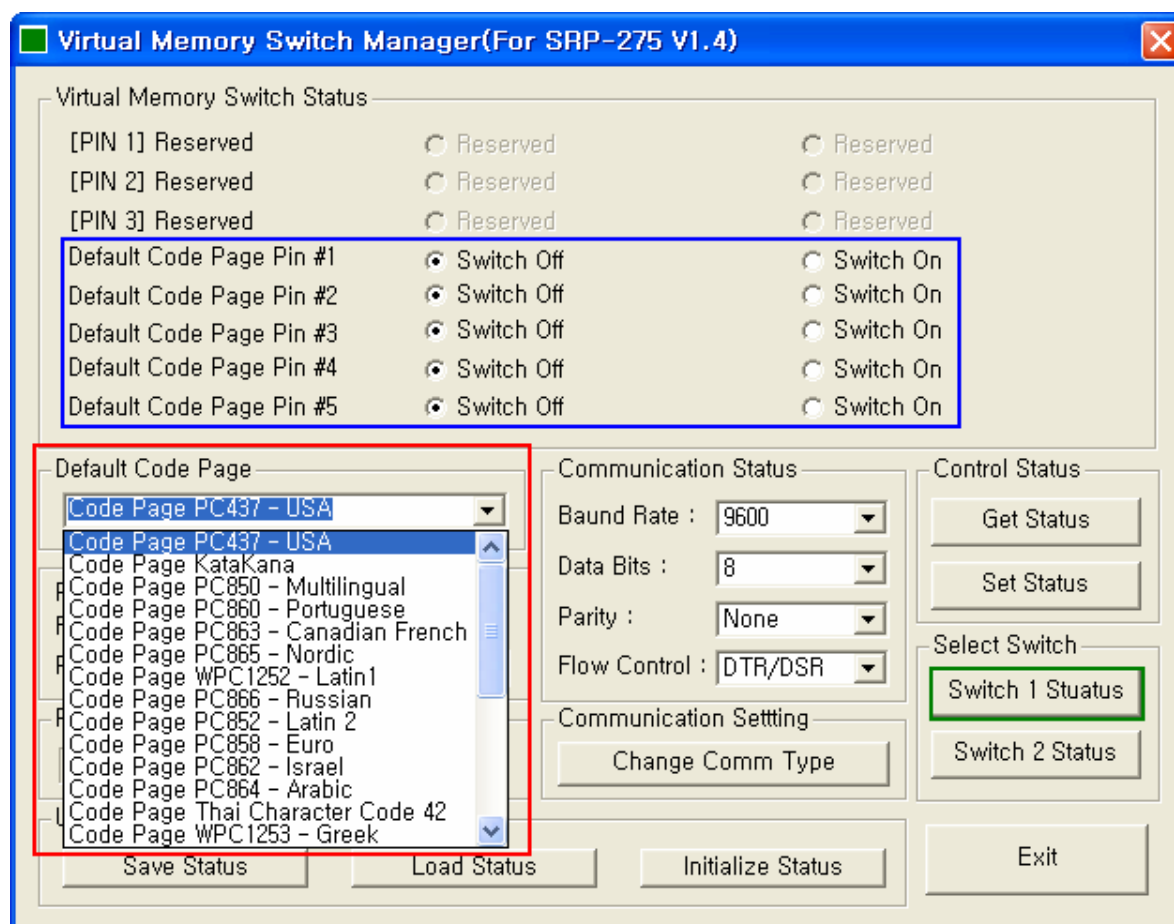 Virtual Memory Switch Manager(For SRP-275 V1.4)
Virtual Memory Switch Status
[PIN 1] Reserved Reserved Reserved
[PIN 2] Reserved Reserved Reserved
[PIN 3] Reserved Reserved Reserved
Default Code Page Pin #1 Switch Off Switch On
Default Code Page Pin #2 Switch Off Switch On
Default Code Page Pin #3 Switch Off Switch On
Default Code Page Pin #4 Switch Off Switch On
Default Code Page Pin #5 Switch Off Switch On
Default Code Page
Code Page PC437 - USA
Code Page PC437 - USA
Code Page KataKana
Code Page PC850 - Multilingual
Code Page PC860 - Portuguese
Code Page PC863 - Canadian French
Code Page PC865 - Nordic
Code Page WPC1252 - Latin1
Code Page PC866 - Russian
Code Page PC852 - Latin 2
Code Page PC858 - Euro
Code Page PC862 - Israel
Code Page PC864 - Arabic
Code Page Thai Character Code 42
Code Page WPC1253 - Greek
Communication Status
Baund Rate : 9600
Data Bits : 8
Parity : None
Flow Control : DTR/DSR
Communication Settting
Change Comm Type
Control Status
Get Status
Set Status
Select Switch
Switch 1 Stuatus
Switch 2 Status
Save Status
Load Status
Initialize Status
Exit